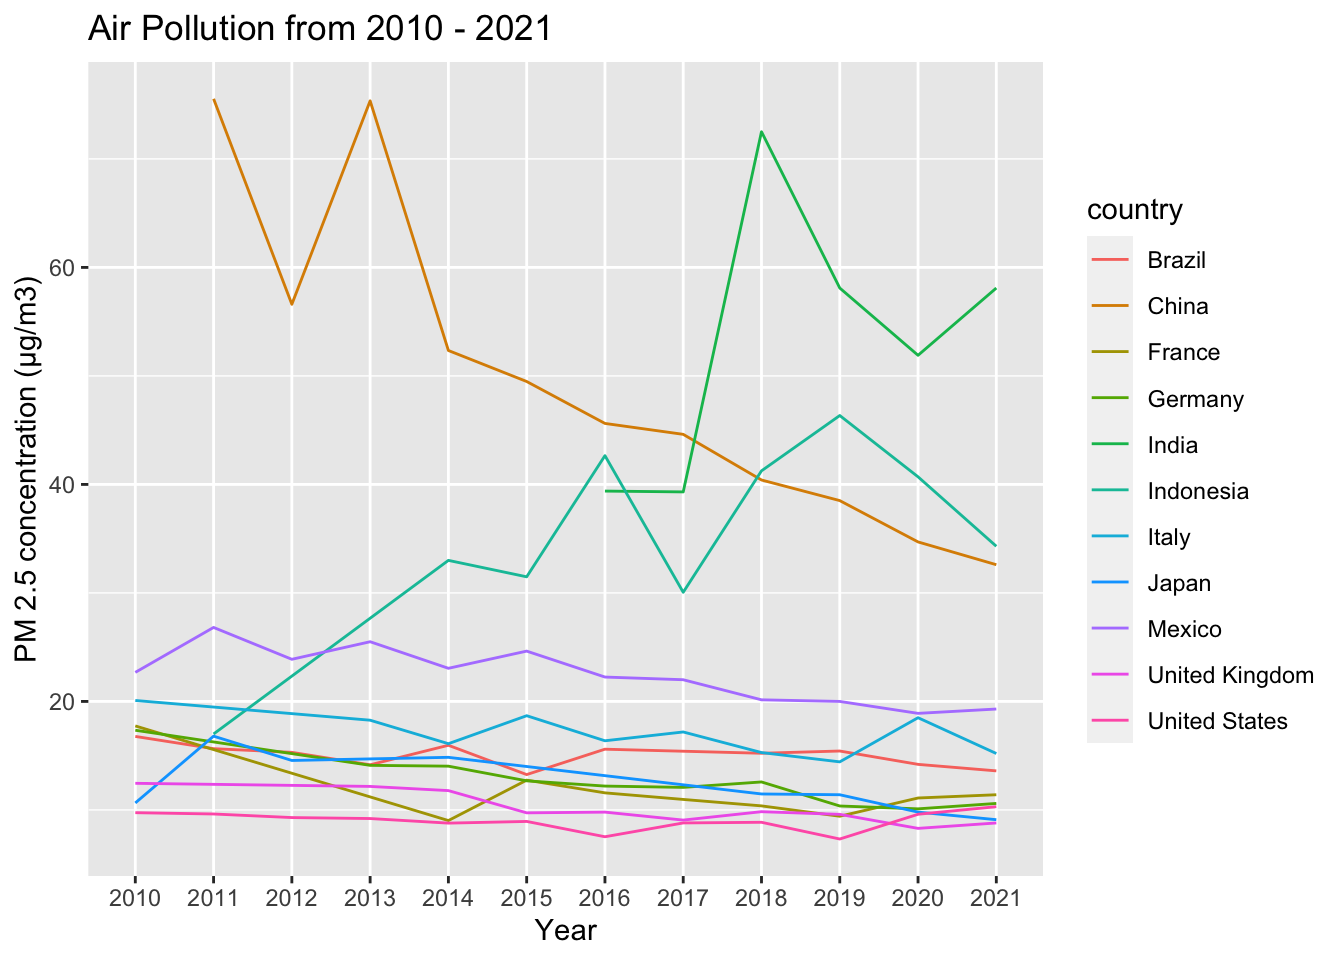 Air Pollution from 2010 - 2021
PM 2.5 concentration (µg/m3)
60
40
20
2010 2011 2012 2013 2014 2015 2016 2017 2018 2019 2020 2021
Year
country
Brazil
China
France
Germany
India
Indonesia
Italy
Japan
Mexico
United Kingdom
United States